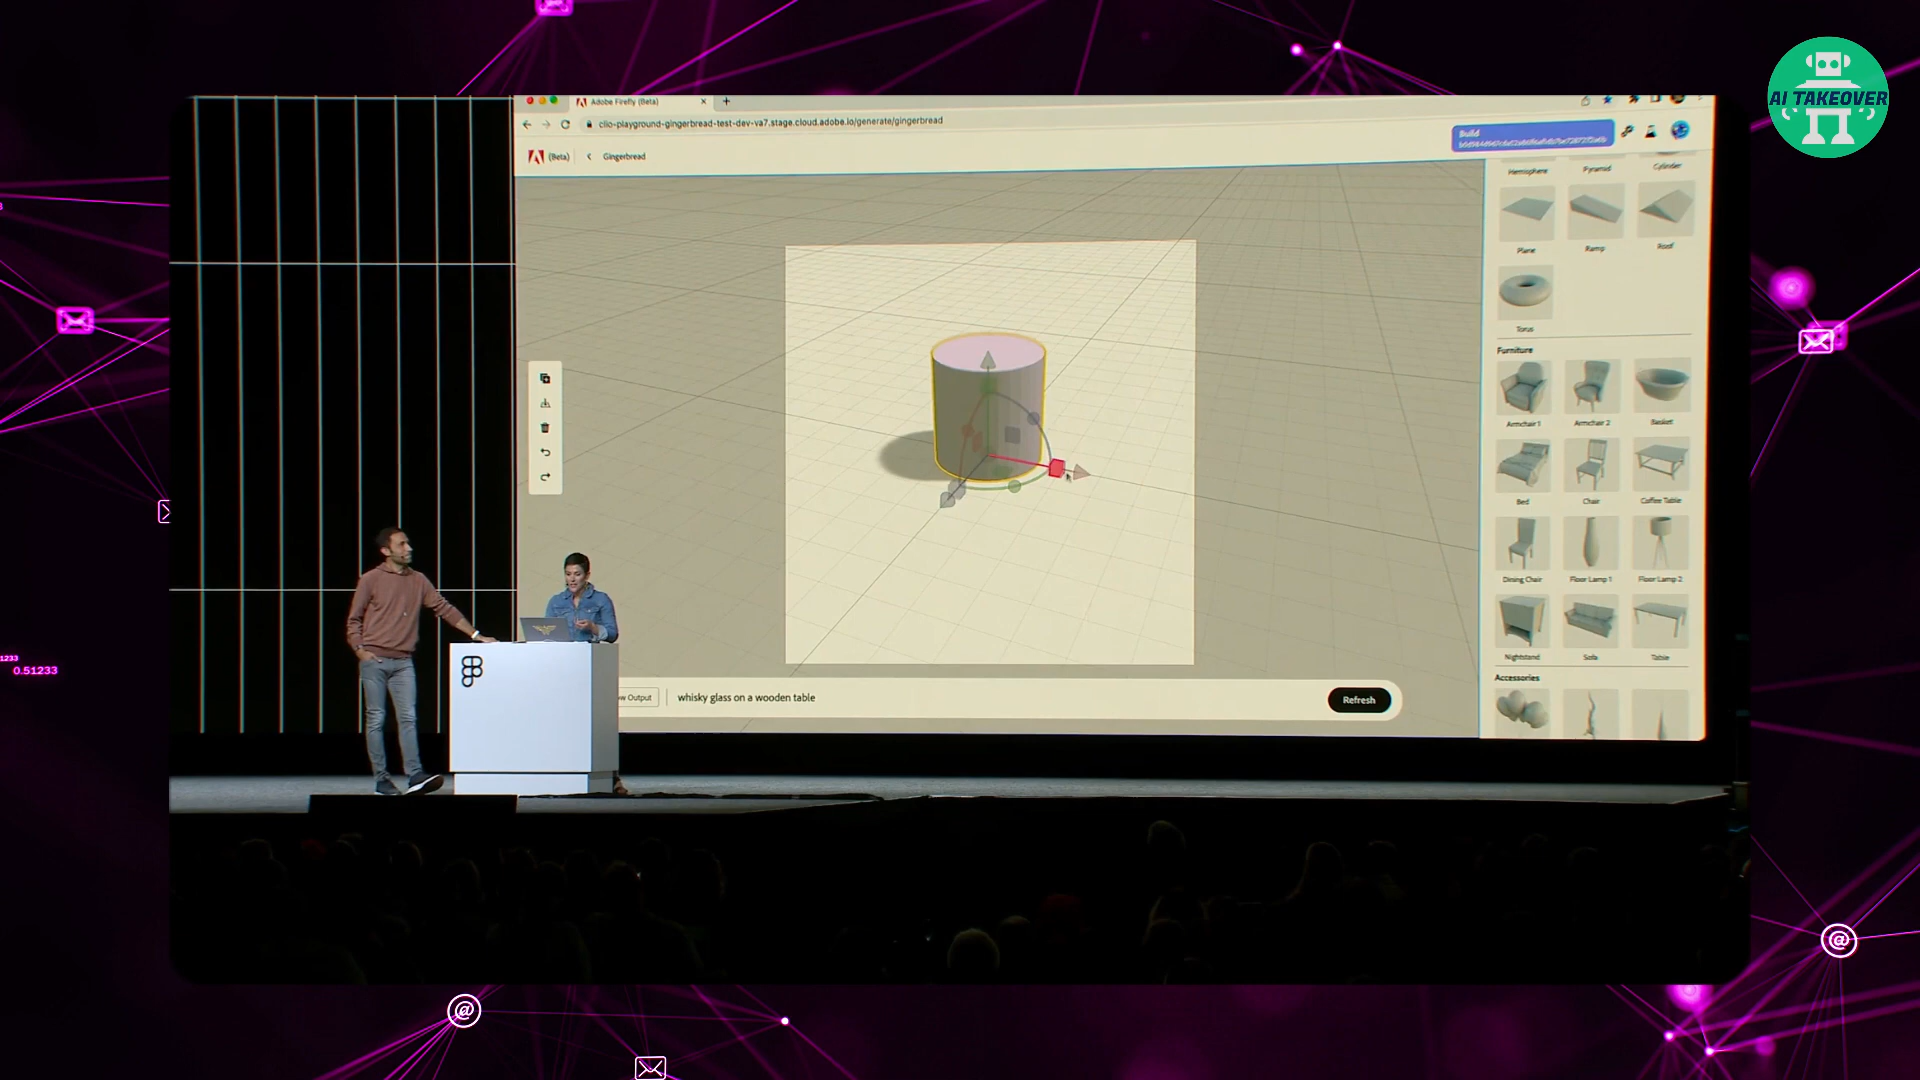 AI TAKEOVER
Adobe Firefly (Beta)
clio-playground-gingerbread-test-dev-va7.stage.cloud.adobe.io/generate/gingerbread
Build
(Beta)
Gingerbread
Hemisphere
Pyramid
Cylinder
Plane
Ramp
Roof
Torus
Furniture
Armchair 1
Armchair 2
Basket
Bed
Chair
Coffee Table
Dining Chair
Floor Lamp 1
Floor Lamp 2
Nightstand
Sofa
Table
Accessories
Output
whisky glass on a wooden table
Refresh
1233
0.51233